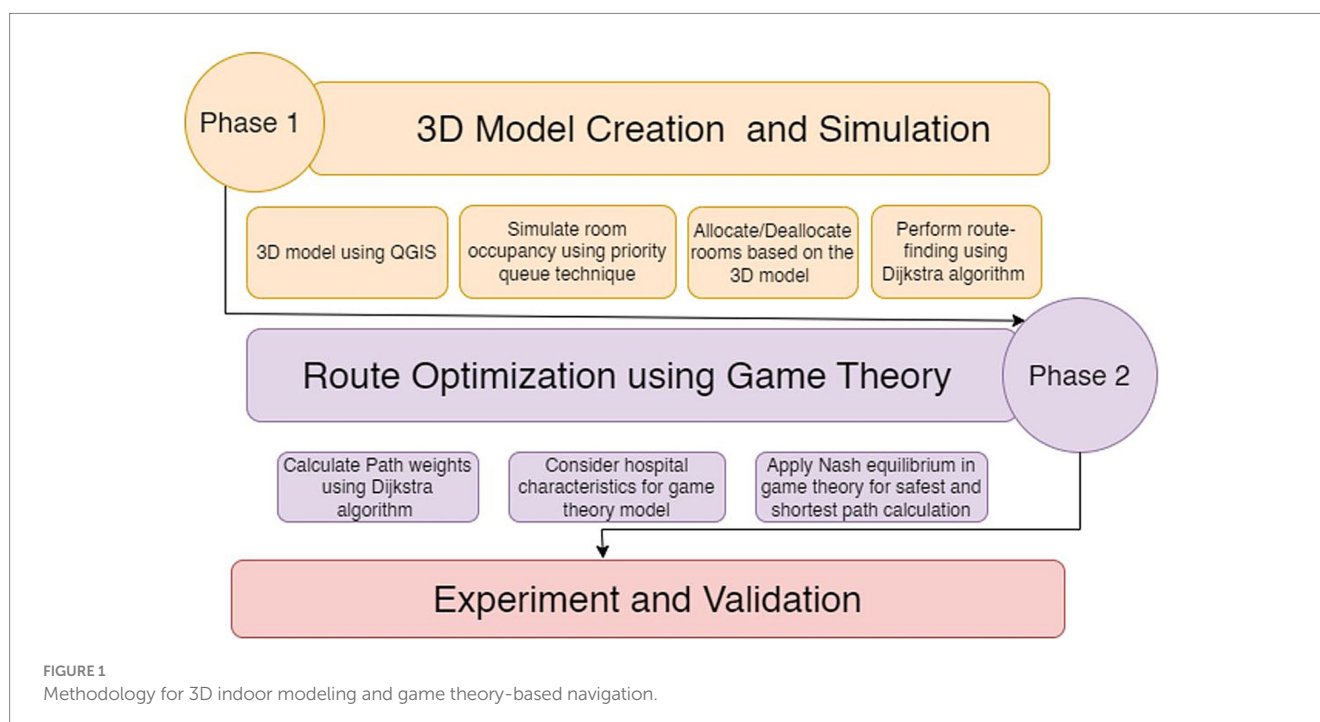 Phase 1
3D Model Creation and Simulation
3D model using QGIS
Simulate room
occupancy using priority
queue technique
Allocate/Deallocate
rooms based on the
3D model
Perform route-
finding using
Dijkstra algorithm
Route Optimization using Game Theory
Phase 2
Calculate Path weights
using Dijkstra
algorithm
Consider hospital
characteristics for game
theory model
Apply Nash equilibrium in
game theory for safest and
shortest path calculation
Experiment and Validation
FIGURE 1
Methodology for 3D indoor modeling and game theory-based navigation.